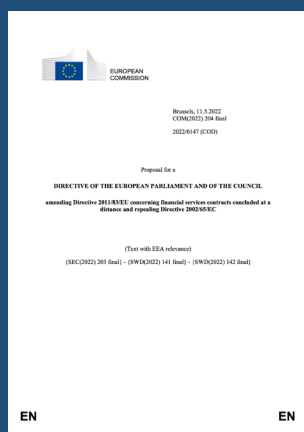 EUROPEAN
COMMISSION
Brussels, 11.5.2022
COM(2022) 204 final
2022/0147 (COD)
Proposal for a
DIRECTIVE OF THE EUROPEAN PARLIAMENT AND OF THE COUNCIL
amending Directive 2011/83/EU concerning financial services contracts concluded at a
distance and repealing Directive 2002/65/EC
(Text with EEA relevance)
{SEC(2022) 203 final} - {SWD(2022) 141 final} - {SWD(2022) 142 final}
EN
EN